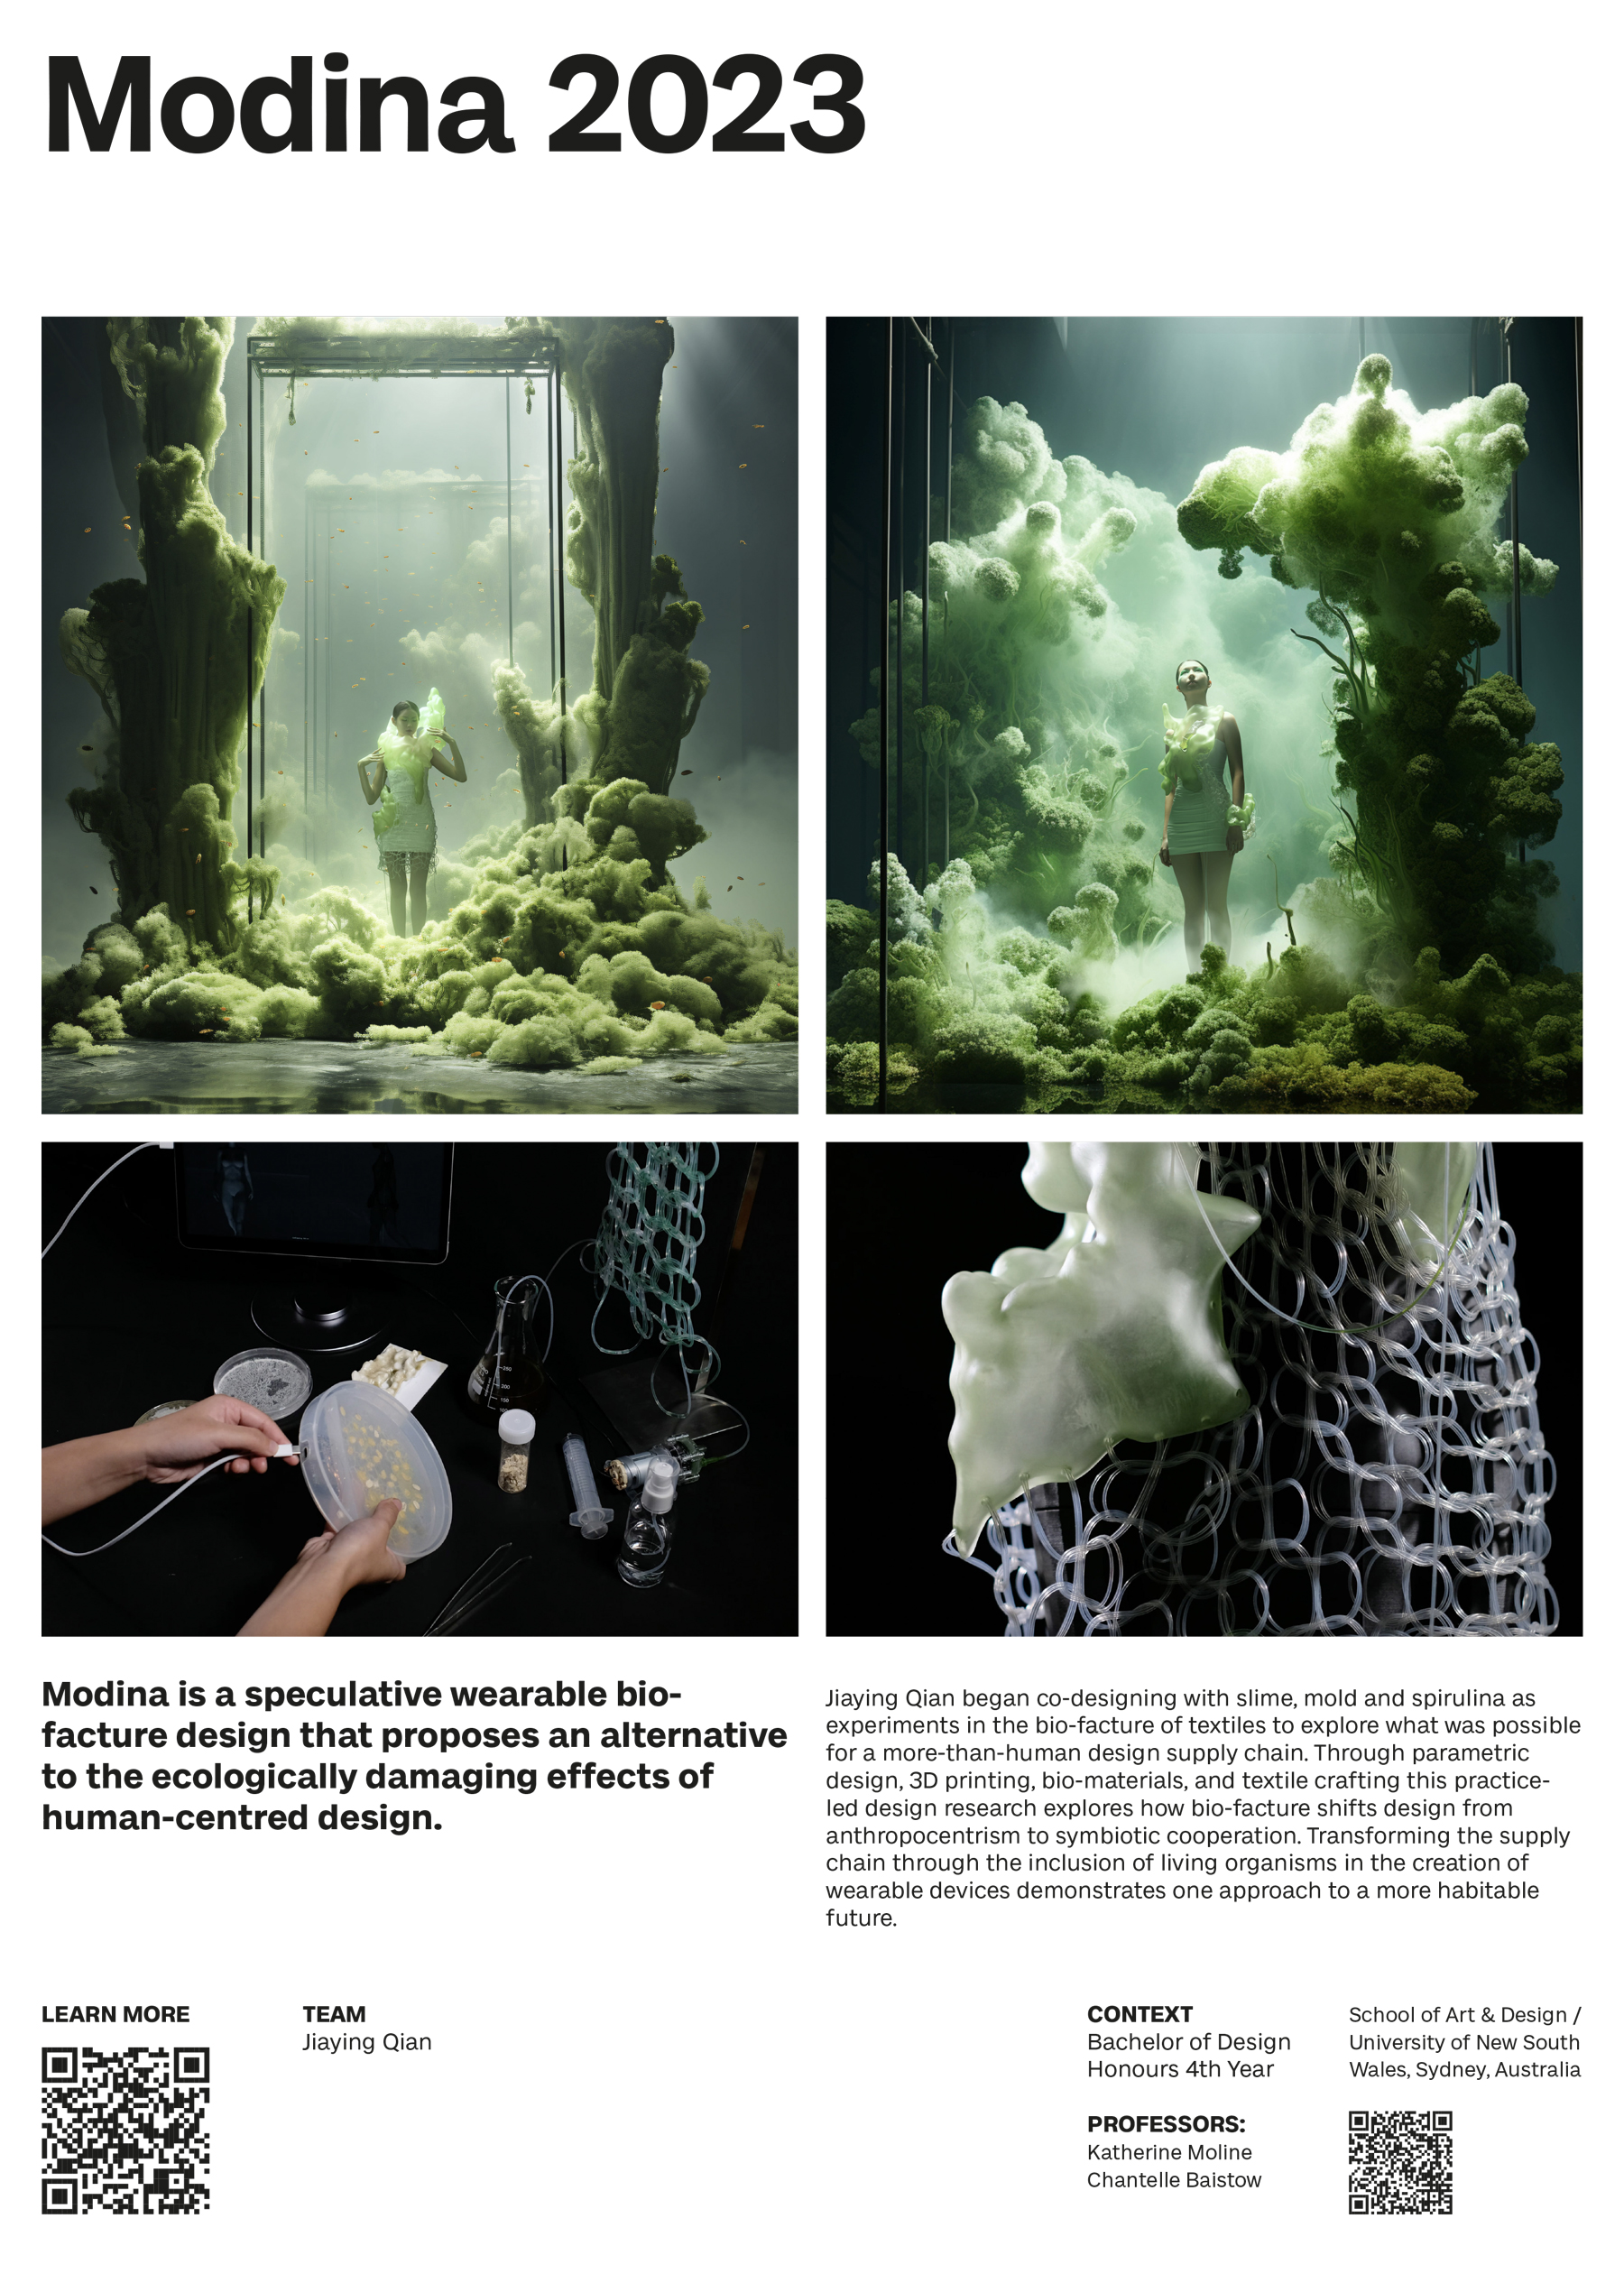 Modina 2023
Modina is a speculative wearable bio-
facture design that proposes an alternative
to the ecologically damaging effects of
human-centred design.
Jiaying Qian began co-designing with slime, mold and spirulina as
experiments in the bio-facture of textiles to explore what was possible
for a more-than-human design supply chain. Through parametric
design, 3D printing, bio-materials, and textile crafting this practice-
led design research explores how bio-facture shifts design from
anthropocentrism to symbiotic cooperation. Transforming the supply
chain through the inclusion of living organisms in the creation of
wearable devices demonstrates one approach to a more habitable
future.
LEARN MORE
TEAM
Jiaying Qian
CONTEXT
Bachelor of Design
Honours 4th Year
PROFESSORS:
Katherine Moline
Chantelle Baistow
School of Art & Design /
University of New South
Wales, Sydney, Australia